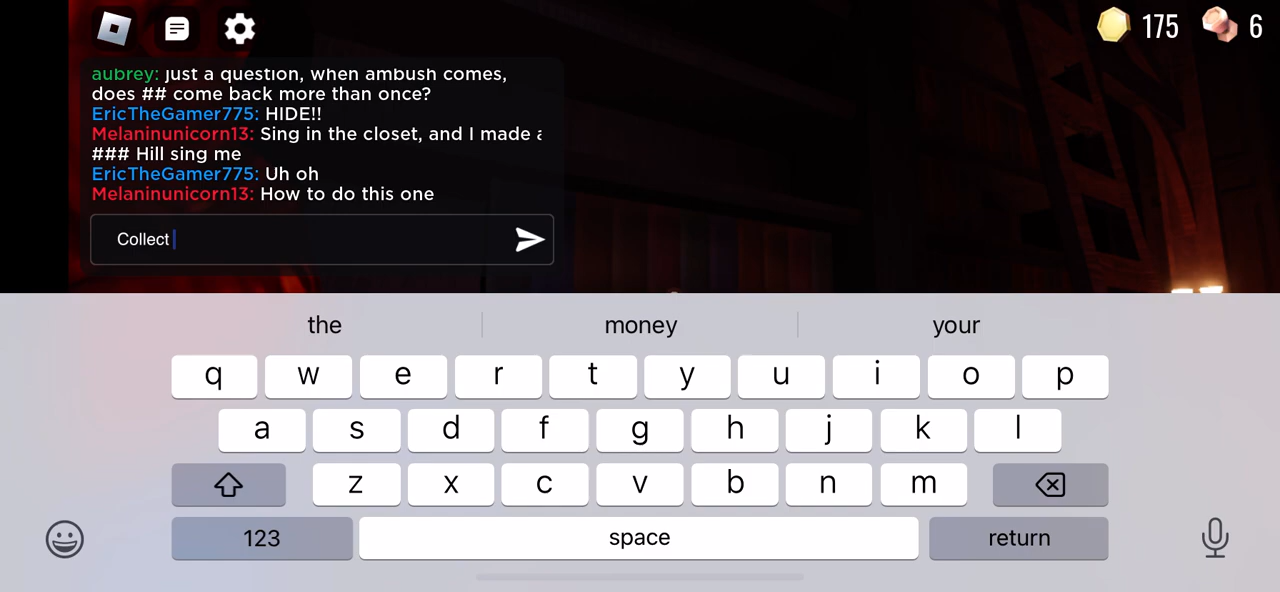 175
6
aubrey: just a question, when ambush comes,
does ## come back more than once?
EricTheGamer775: HIDE!!
Melaninunicorn13: Sing in the closet, and I made a
### Hill sing me
EricTheGamer775: Uh oh
Melaninunicorn13: How to do this one
Collect
the money your
q w e r t y u i o p
a s d f g h j k l
z x c v b n m
123 space return